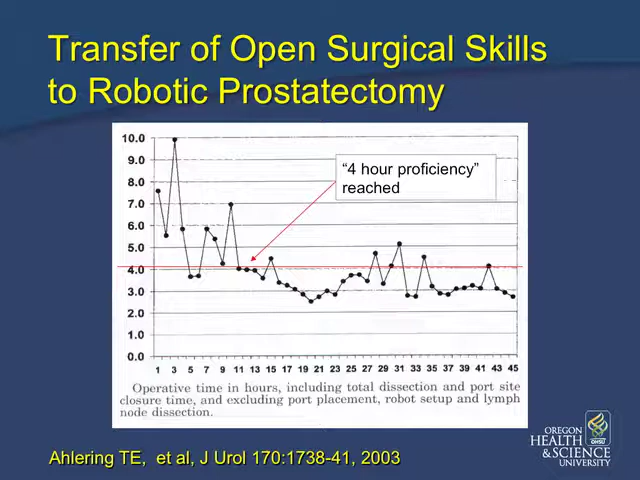 Transfer of Open Surgical Skills
to Robotic Prostatectomy
10.0
9.0
8.0
7.0
6.0
5.0
4.0
3.0
2.0
1.0
0.0
“4 hour proficiency”
reached
1 3 5 7 9 11 13 15 17 19 21 23 25 27 29 31 33 35 37 39 41 43 45
Operative time in hours, including total dissection and port site
closure time, and excluding port placement, robot setup and lymph
node dissection.
Ahlering TE, et al, J Urol 170:1738-41, 2003
OREGON
HEALTH
&SCIENCE
UNIVERSITY
OHSU